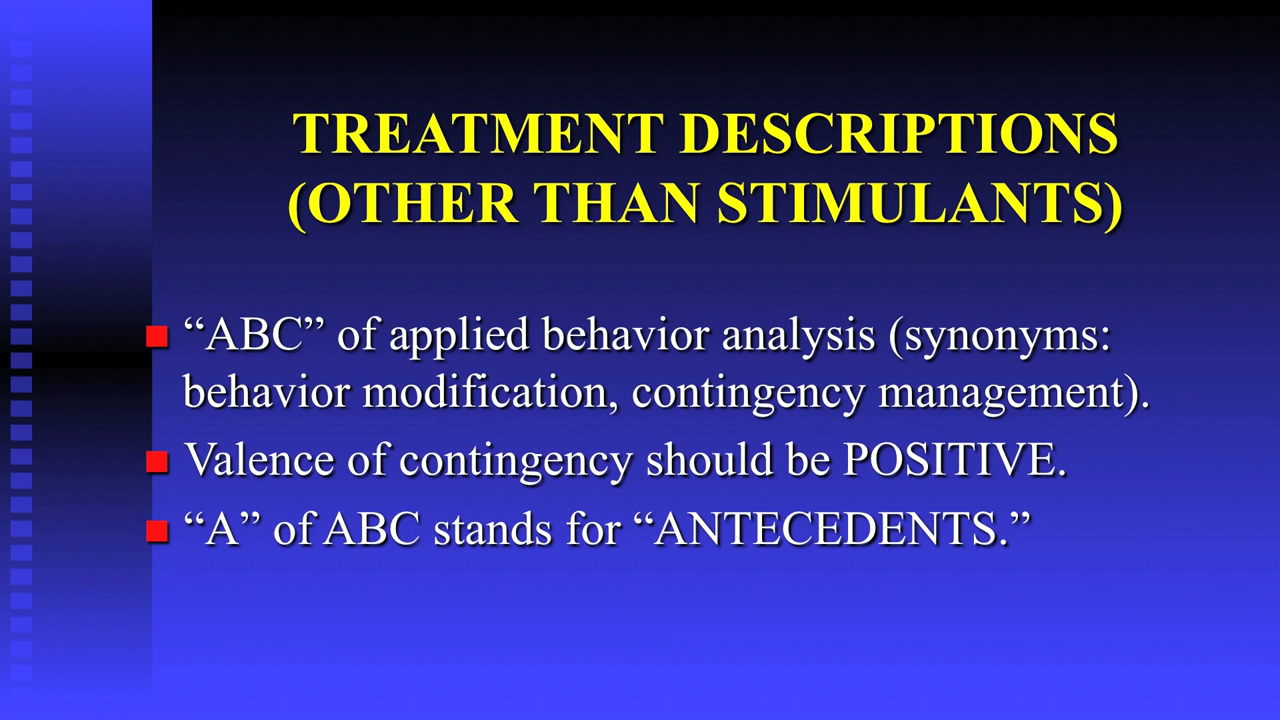 TREATMENT DESCRIPTIONS
(OTHER THAN STIMULANTS)
“ABC” of applied behavior analysis (synonyms:
behavior modification, contingency management).
Valence of contingency should be POSITIVE.
“A” of ABC stands for “ANTECEDENTS.”